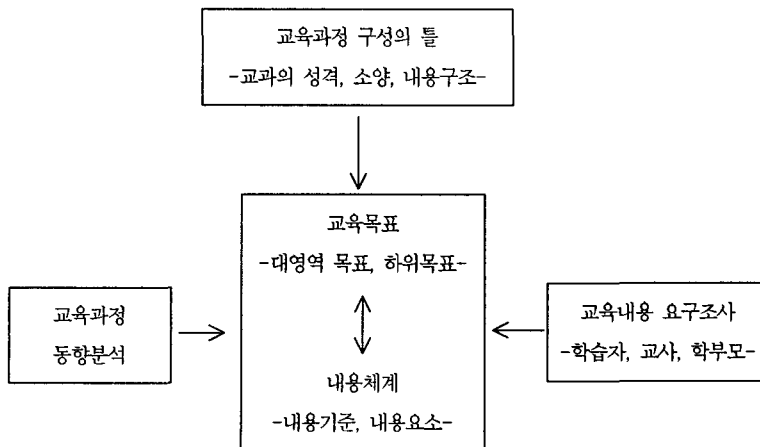 교육과정 구성의 틀
-교과의 성격, 소양, 내용구조-
교육목표
-대영역 목표, 하위목표-
교육과정
동향분석
교육내용 요구조사
-학습자, 교사, 학부모-
내용체계
-내용기준, 내용요소-